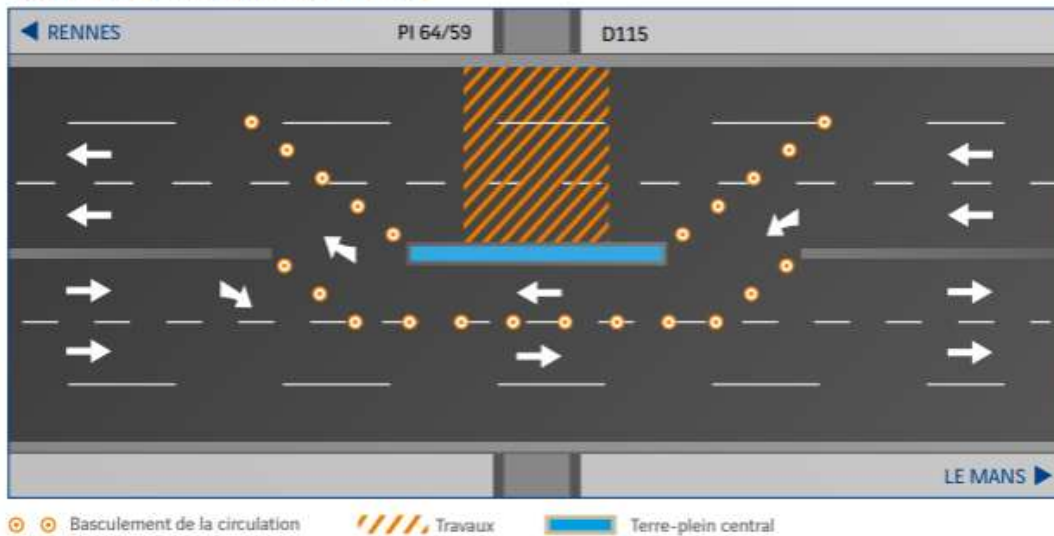 RENNES
PI 64/59
D115
LE MANS
Basculement de la circulation
Travaux
Terre-plein central